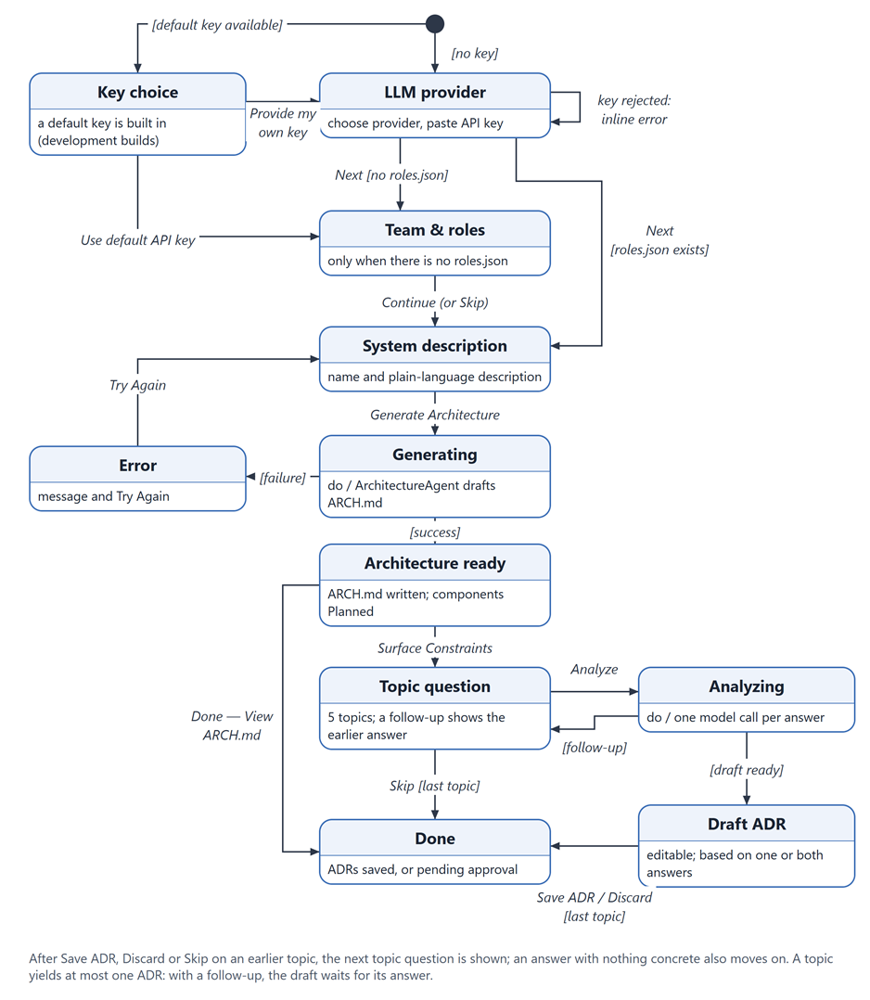 [default key available]
[no key]
Key choice
a default key is built in
(development builds)
Provide my
own key
LLM provider
choose provider, paste API key
key rejected:
inline error
Next [no roles.json]
Use default API key
Team & roles
only when there is no roles.json
Next
[roles.json exists]
Continue (or Skip)
System description
name and plain-language description
Try Again
Generate Architecture
Error
message and Try Again
[failure]
Generating
do / ArchitectureAgent drafts
ARCH.md
[success]
Architecture ready
ARCH.md written; components
Planned
Surface Constraints
Done — View
ARCH.md
Topic question
5 topics; a follow-up shows the
earlier answer
Analyze
Analyzing
do / one model call per answer
[follow-up]
[draft ready]
Skip [last topic]
Done
ADRs saved, or pending approval
Draft ADR
editable; based on one or both
answers
Save ADR / Discard
[last topic]
After Save ADR, Discard or Skip on an earlier topic, the next topic question is shown; an answer with nothing concrete also moves on. A topic
yields at most one ADR: with a follow-up, the draft waits for its answer.